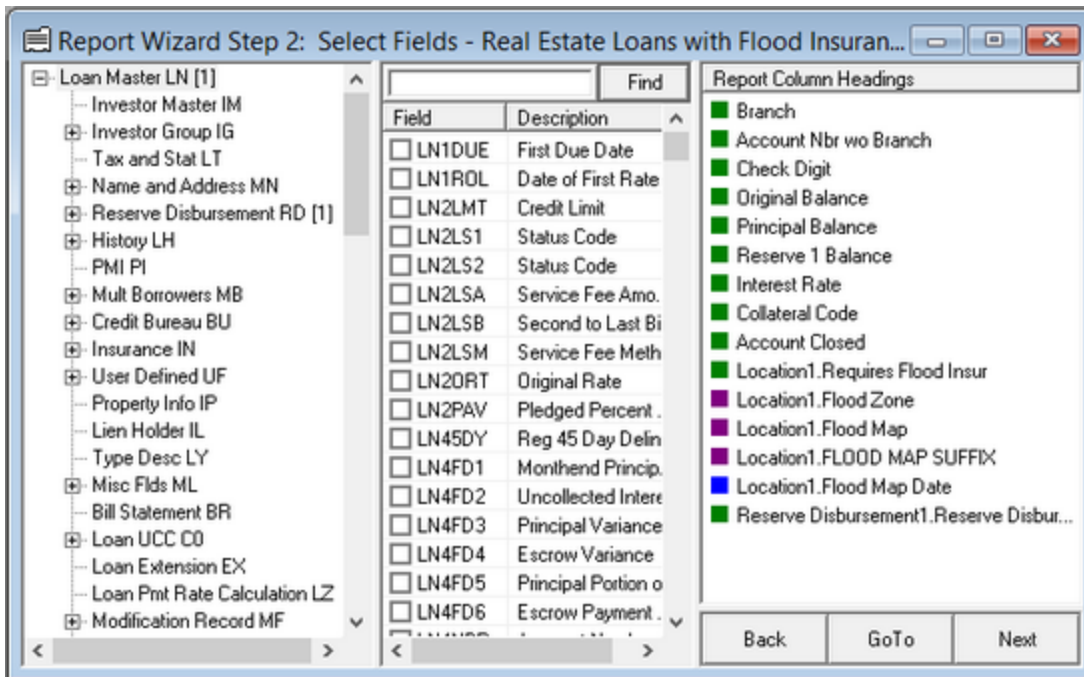 Report Wizard Step 2: Select Fields - Real Estate Loans with Flood Insuran...
Loan Master LN [1]
Investor Master IM
Investor Group IG
Tax and Stat LT
Name and Address MN
Reserve Disbursement RD [1]
History LH
PMI PI
Mult Borrowers MB
Credit Bureau BU
Insurance IN
User Defined UF
Property Info IP
Lien Holder IL
Type Desc LY
Misc Flds ML
Bill Statement BR
Loan UCC C0
Loan Extension EX
Loan Pmt Rate Calculation LZ
Modification Record MF
Find
Field Description
LN1DUE First Due Date
LN1ROL Date of First Rate
LN2LMT Credit Limit
LN2LS1 Status Code
LN2LS2 Status Code
LN2LSA Service Fee Amo.
LN2LSB Second to Last Bi
LN2LSM Service Fee Meth
LN2ORT Original Rate
LN2PAV Pledged Percent .
LN45DY Reg 45 Day Delin
LN4FD1 Monthend Princip.
LN4FD2 Uncollected Intere
LN4FD3 Principal Variance
LN4FD4 Escrow Variance
LN4FD5 Principal Portion o
LN4FD6 Escrow Payment .
Report Column Headings
Branch
Account Nbr wo Branch
Check Digit
Original Balance
Principal Balance
Reserve 1 Balance
Interest Rate
Collateral Code
Account Closed
Location1.Requires Flood Insur
Location1.Flood Zone
Location1.Flood Map
Location1.FLOOD MAP SUFFIX
Location1.Flood Map Date
Reserve Disbursement1.Reserve Disbur...
Back GoTo Next